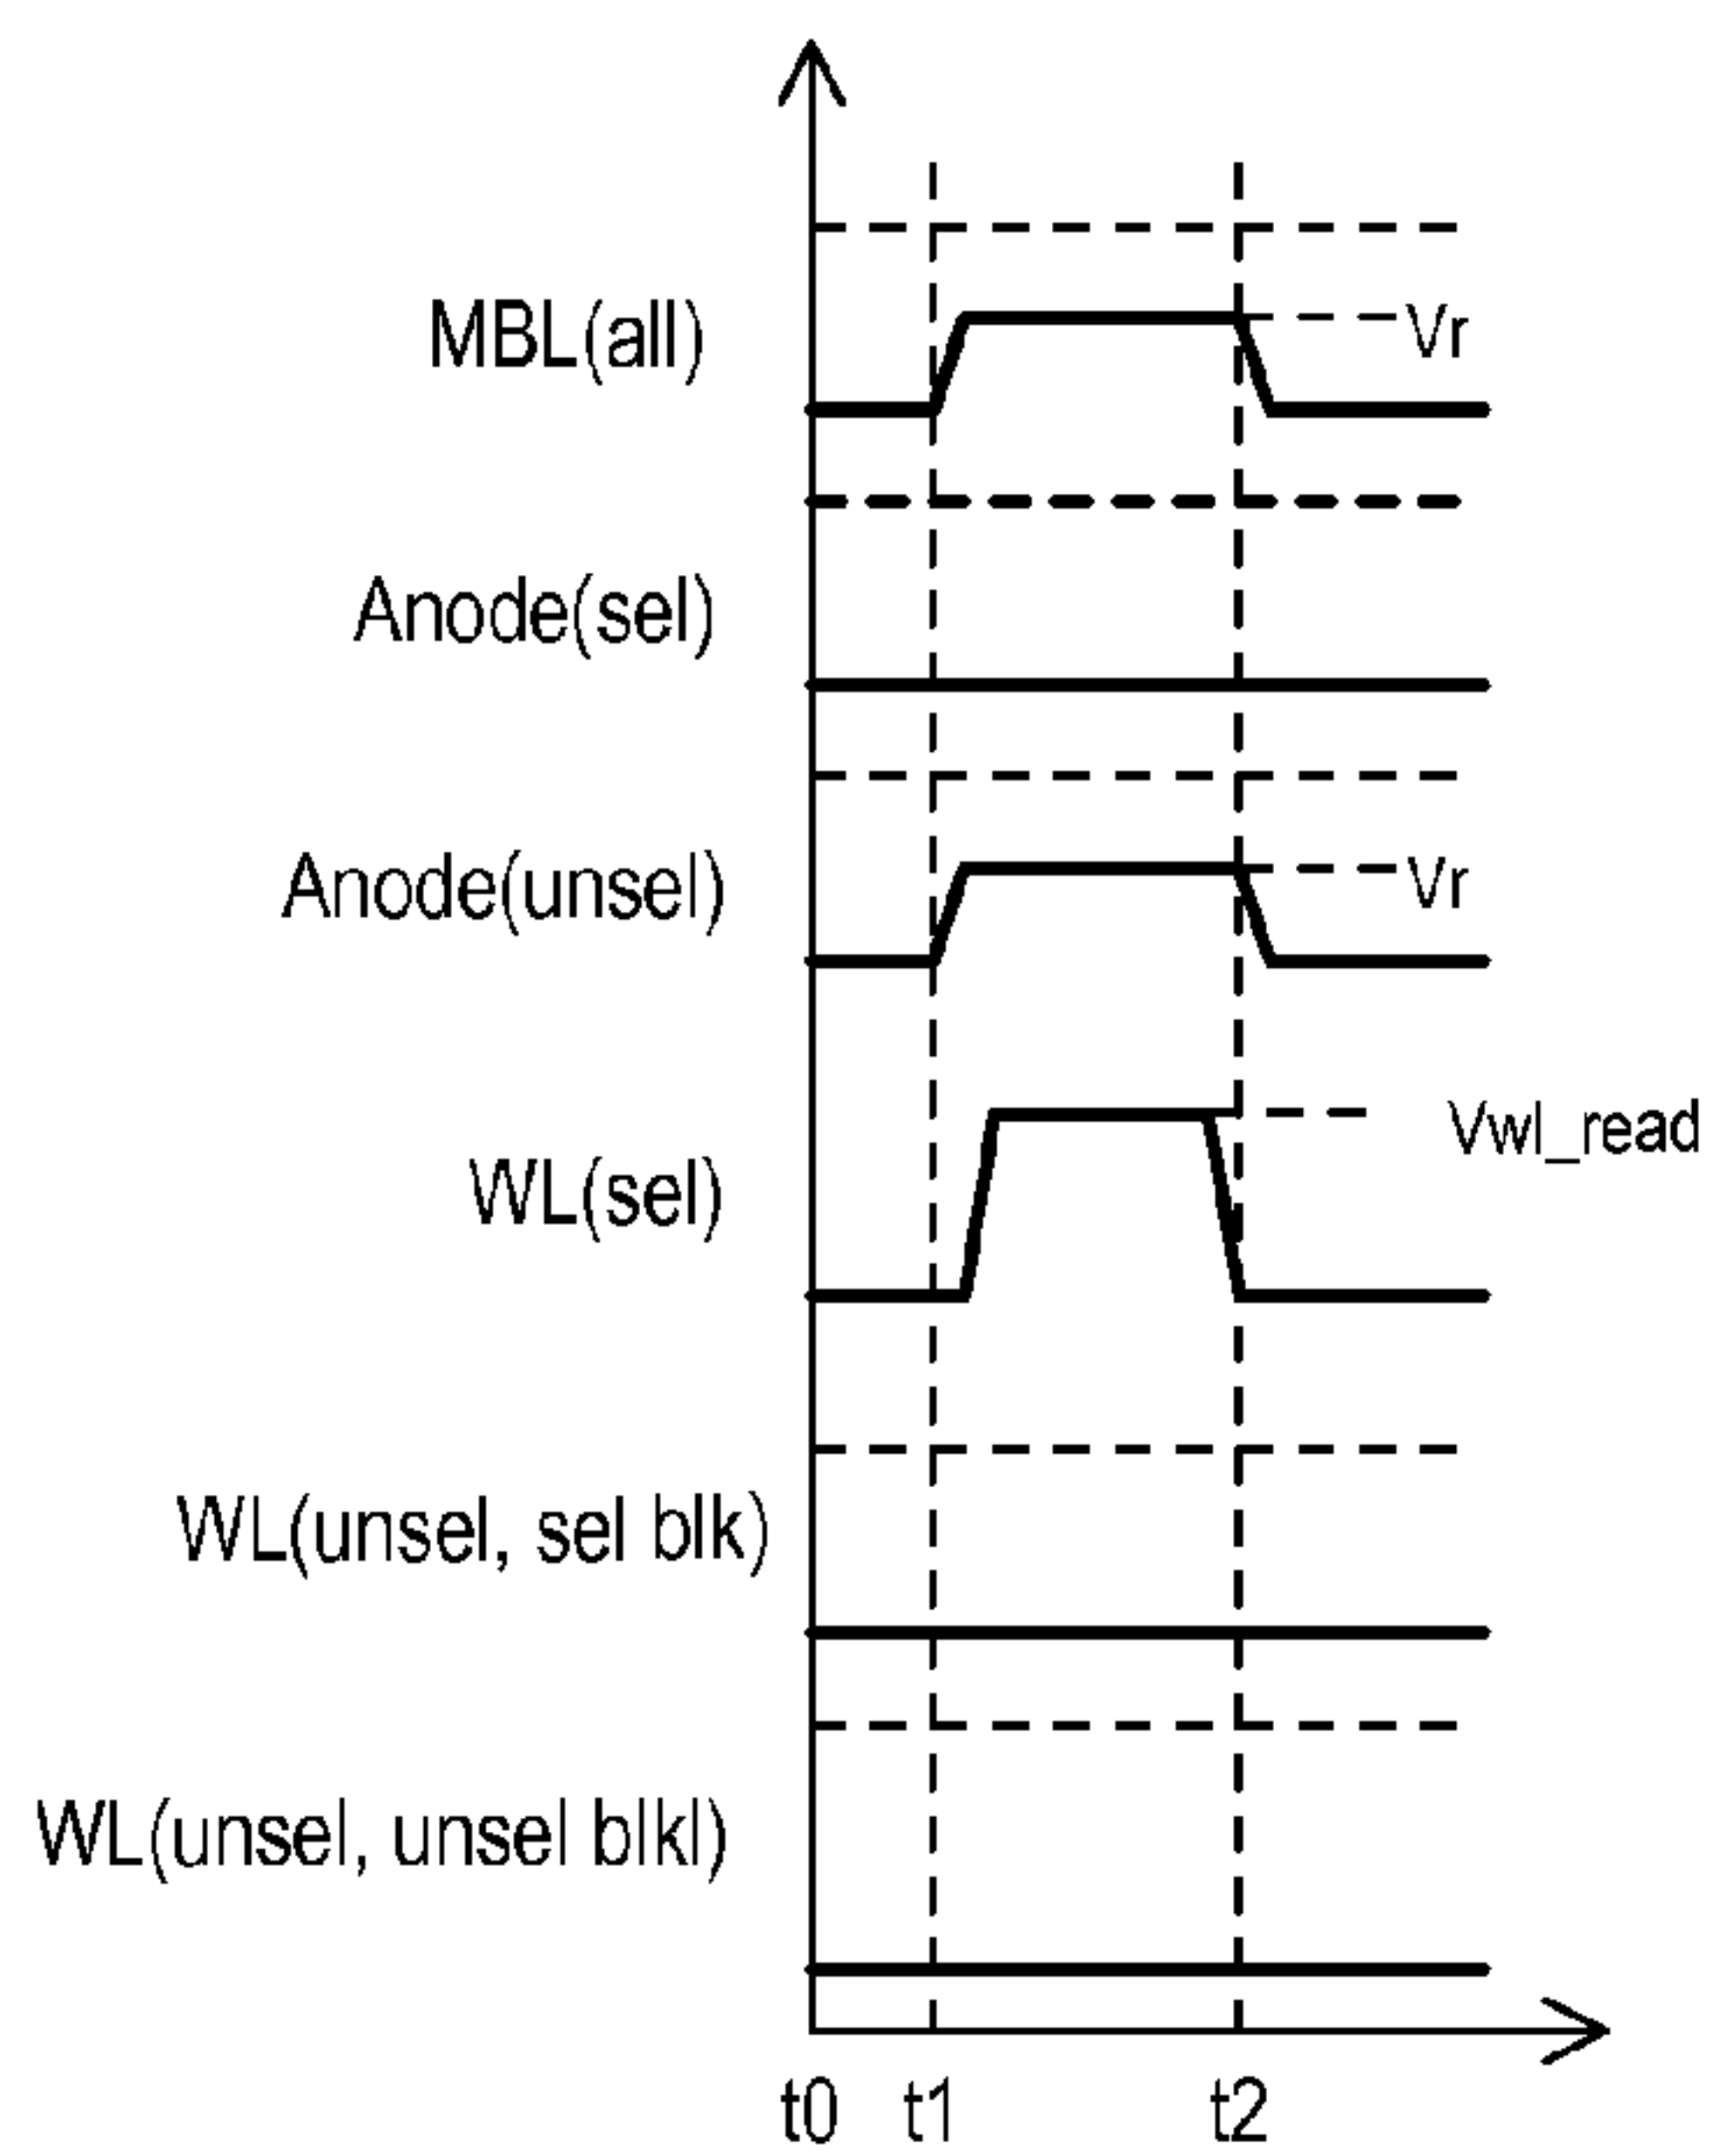 MBL(all)
Vr
Anode(sel)
Anode(unsel)
Vr
Vwl_read
WL(sel)
WL(unsel, sel blk)
WL(unsel, unsel blkl)
t0 t1 t2